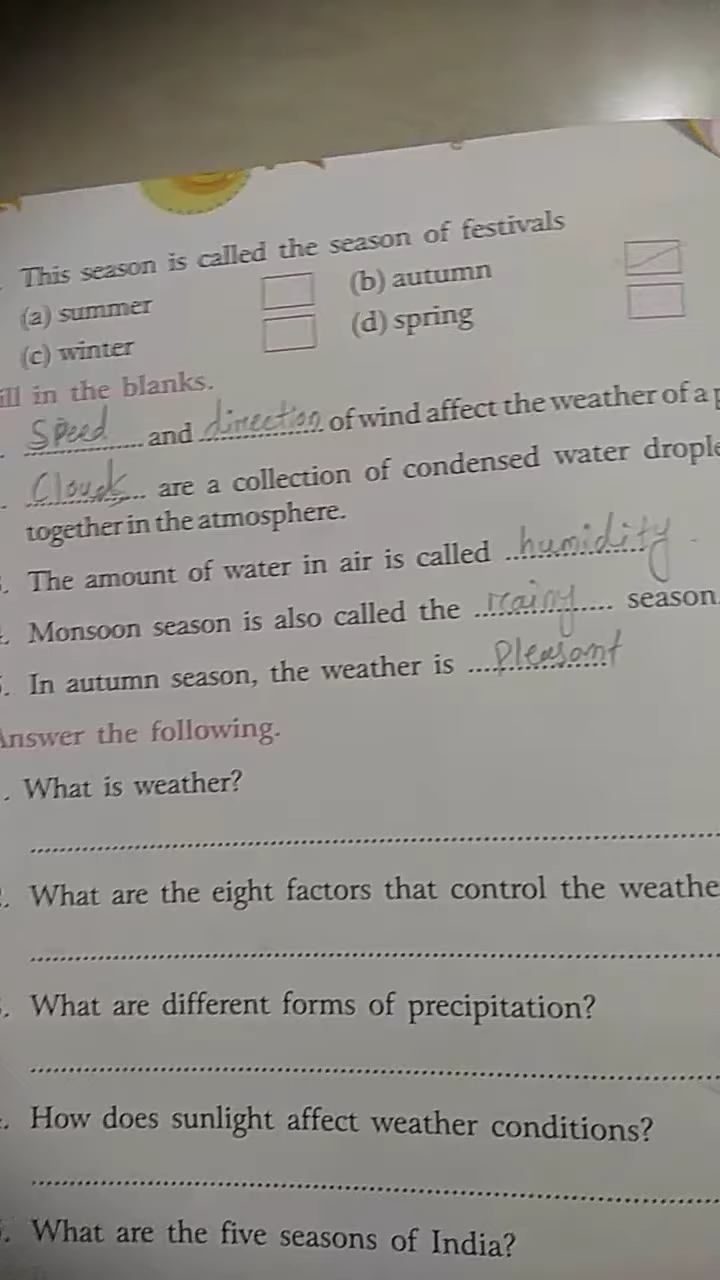 This season is called the season of festivals
(a) summer (b) autumn
(c) winter (d) spring
ill in the blanks.
Speed and direction of wind affect the weather of a p
Clouds are a collection of condensed water drople
together in the atmosphere.
The amount of water in air is called humidity.
Monsoon season is also called the rainy season
. In autumn season, the weather is Pleasant
Answer the following.
. What is weather?
. What are the eight factors that control the weathe
. What are different forms of precipitation?
. How does sunlight affect weather conditions?
. What are the five seasons of India?